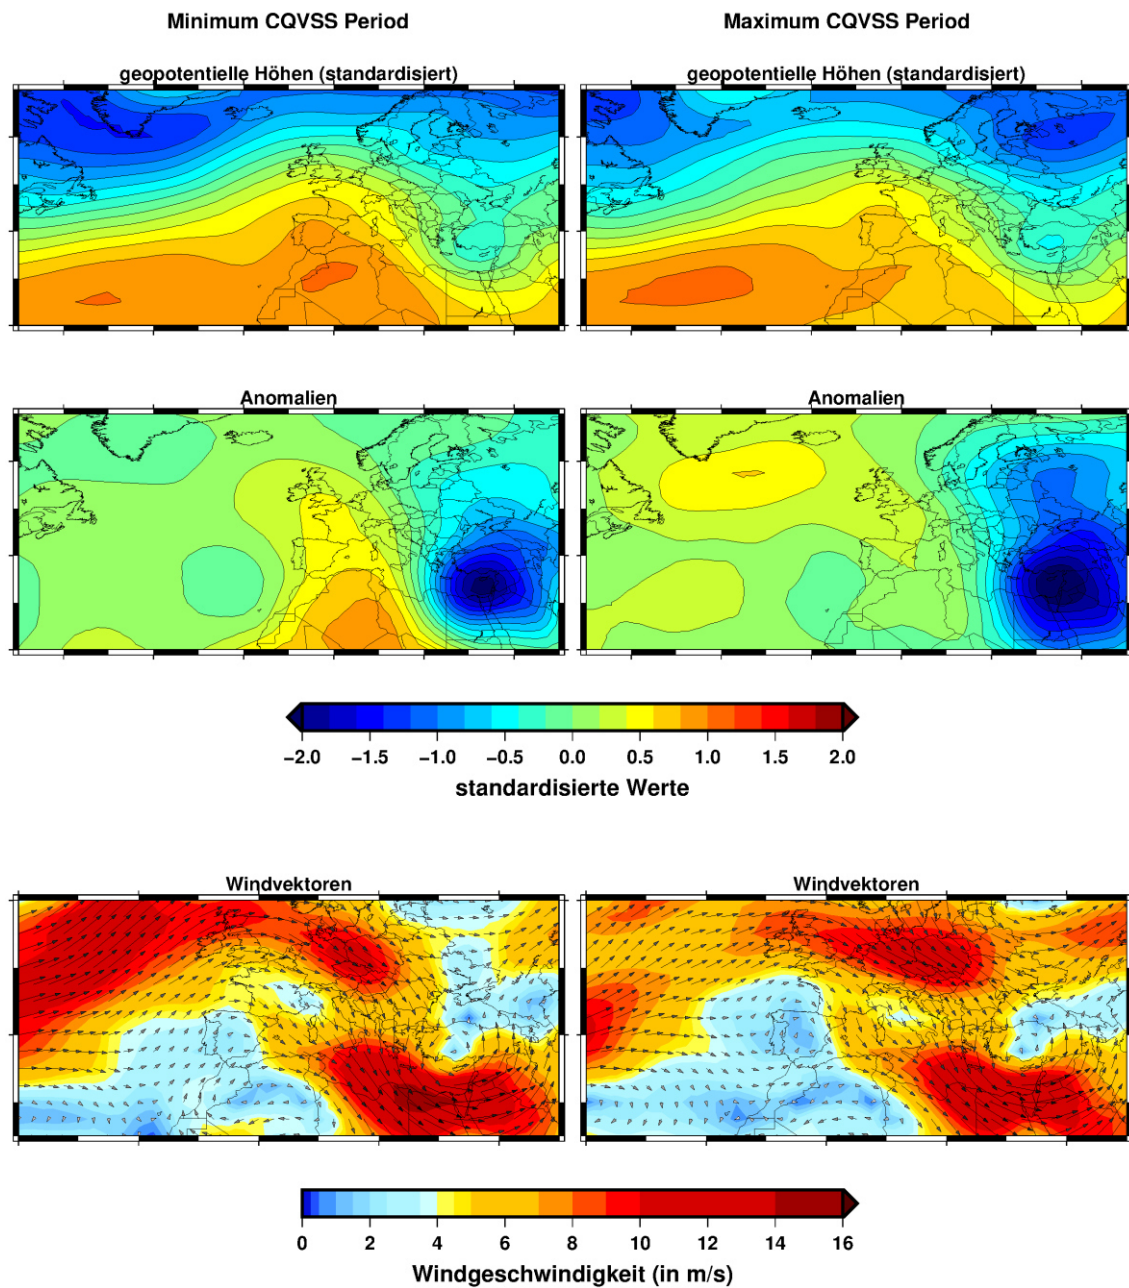 Minimum CQVSS Period
Maximum CQVSS Period
geopotentielle Höhen (standardisiert)
geopotentielle Höhen (standardisiert)
Anomalien
Anomalien
−2.0 −1.5 −1.0 −0.5 0.0 0.5 1.0 1.5 2.0
standardisierte Werte
Windvektoren
Windvektoren
0 2 4 6 8 10 14 16
Windgeschwindigkeit (in m/s)